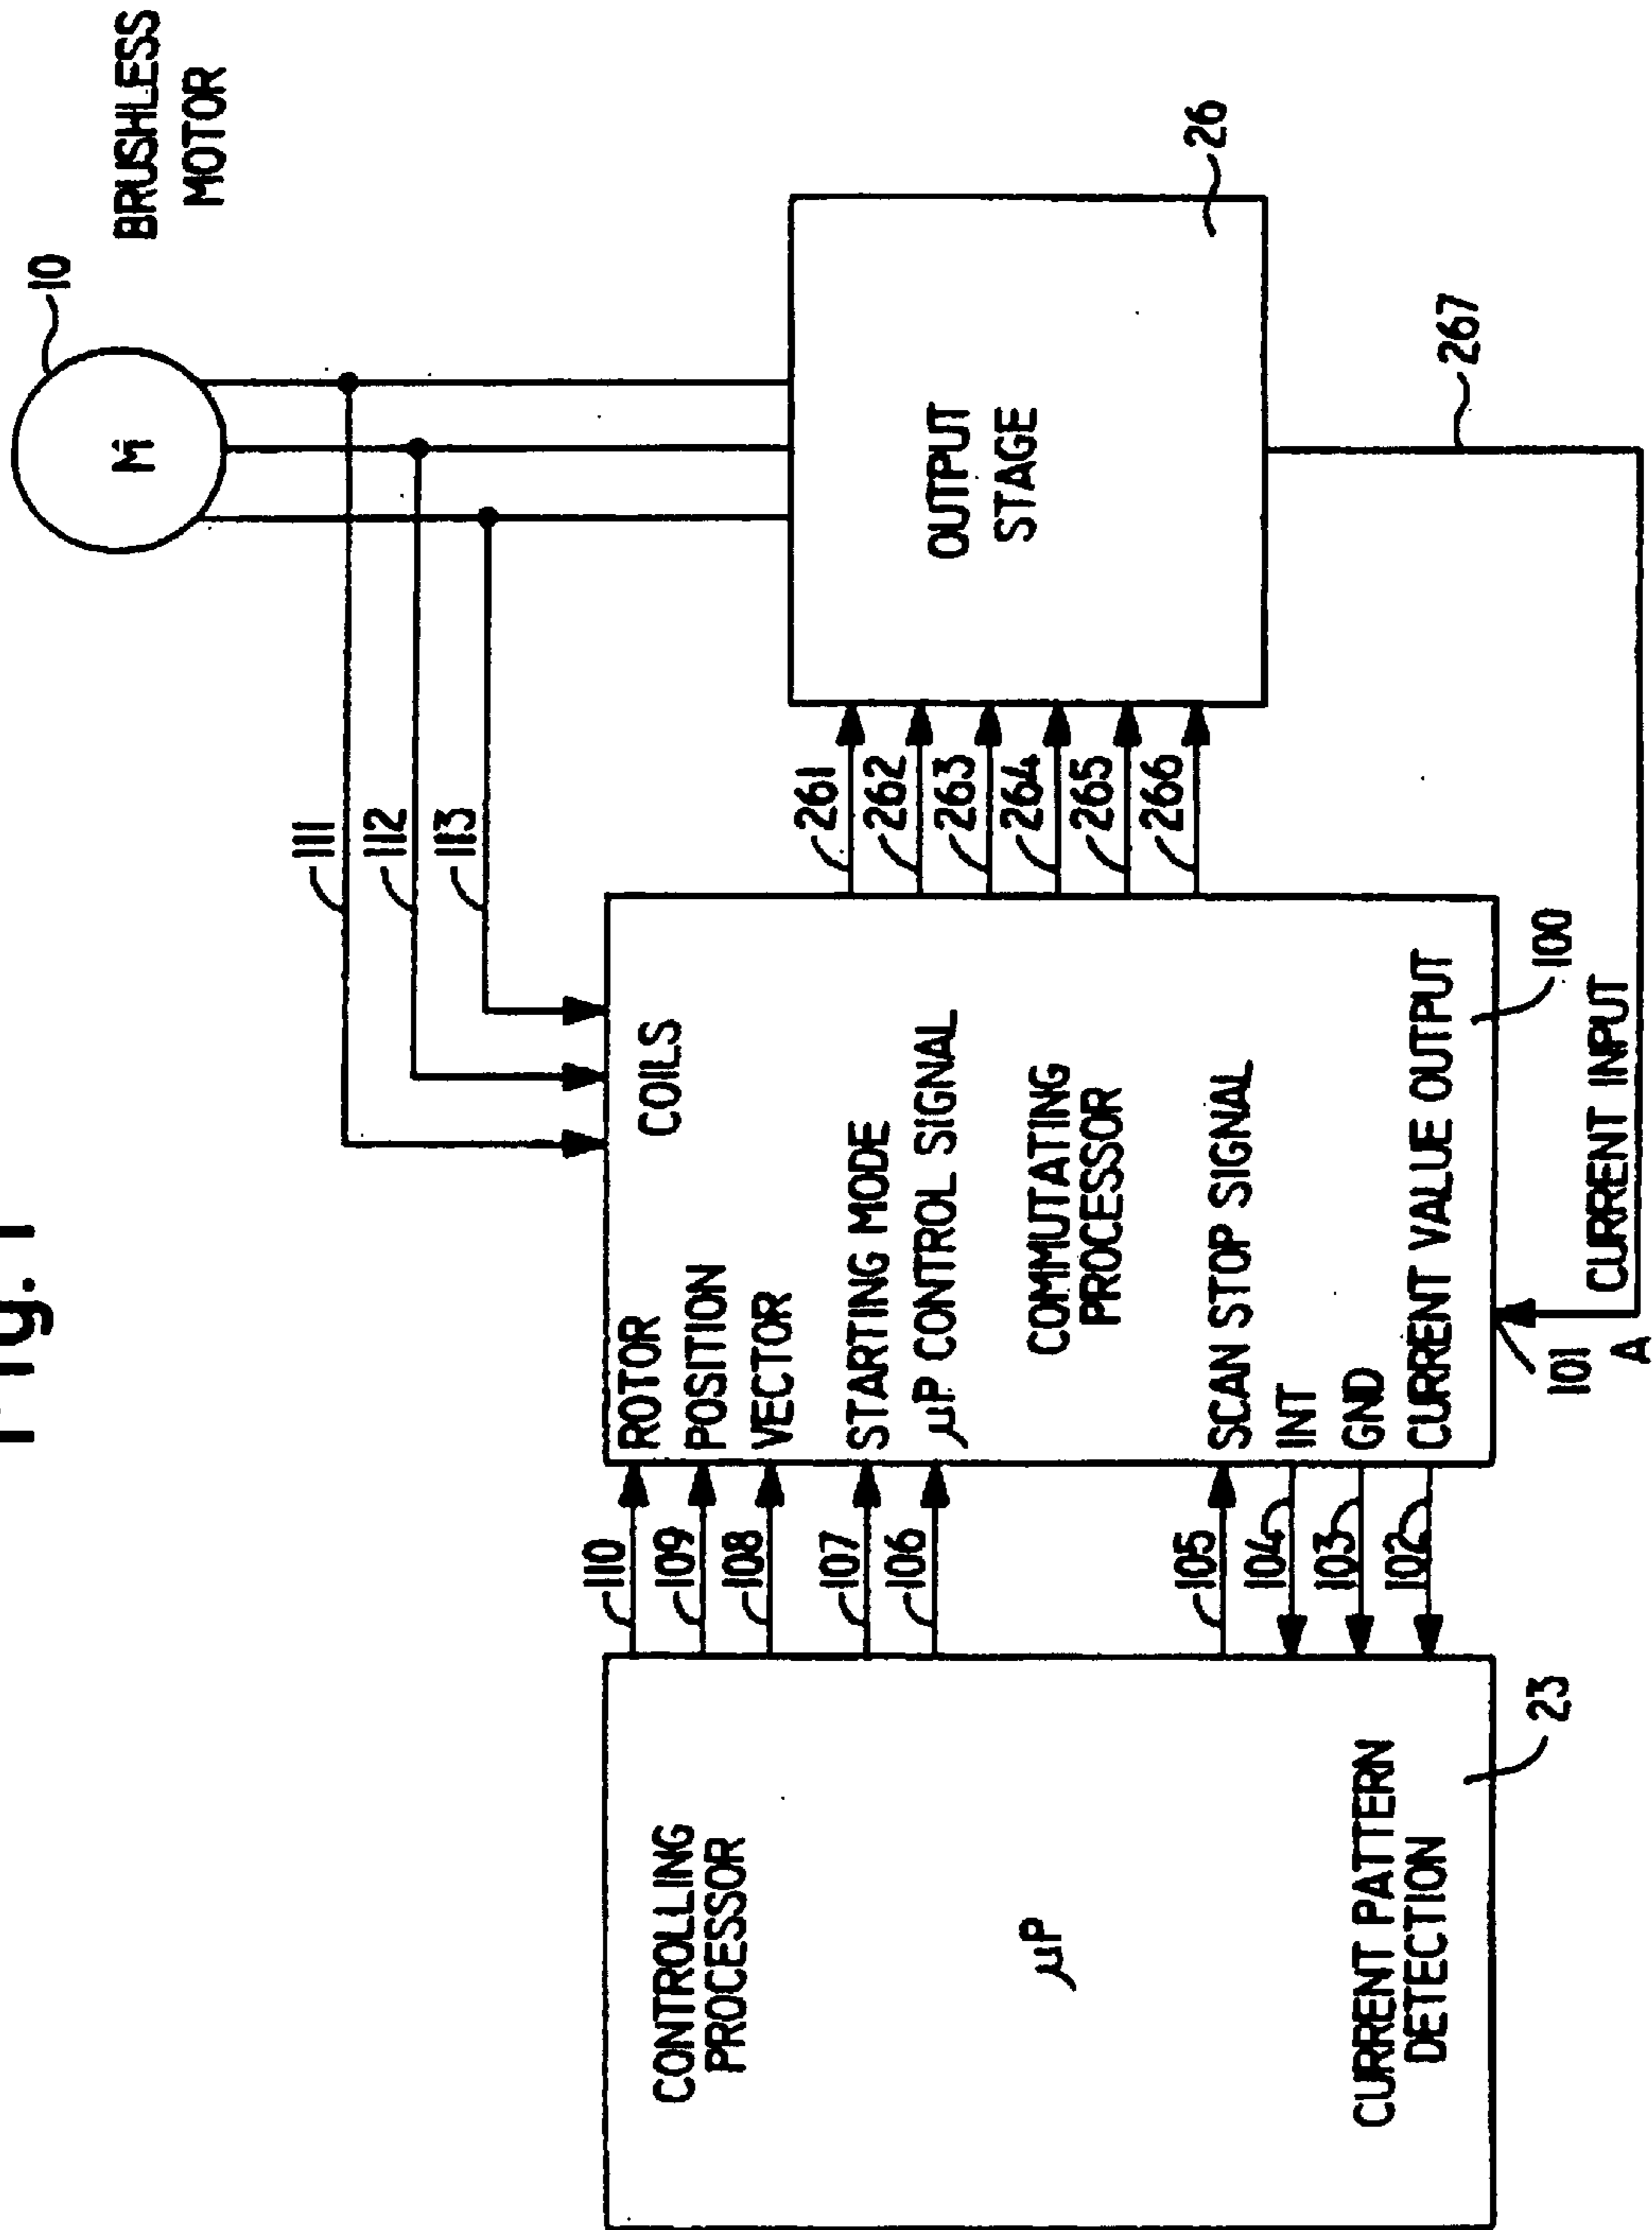 Fig. 1
BRUSHLESS
MOTOR
10
M
111
112
113
26
OUTPUT
STAGE
261
262
263
264
265
266
267
COILS
ROTOR
POSITION
VECTOR
STARTING MODE
µP CONTROL SIGNAL
COMMUTATING
PROCESSOR
SCAN STOP SIGNAL
INT
GND
CURRENT VALUE OUTPUT
100
CURRENT INPUT
101
A
110
109
108
107
106
105
104
103
102
CONTROLLING
PROCESSOR
µP
CURRENT PATTERN
DETECTION
23